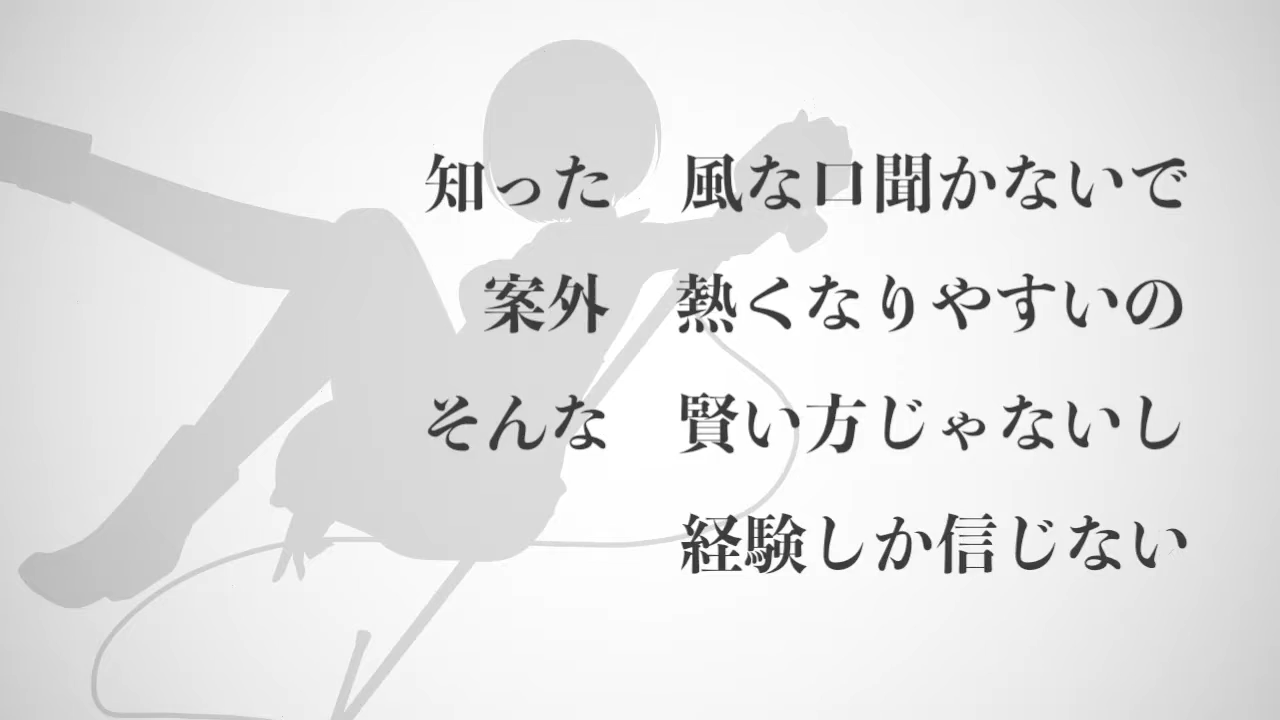 知った　風な口聞かないで
案外　熱くなりやすいの
そんな　賢い方じゃないし
経験しか信じない